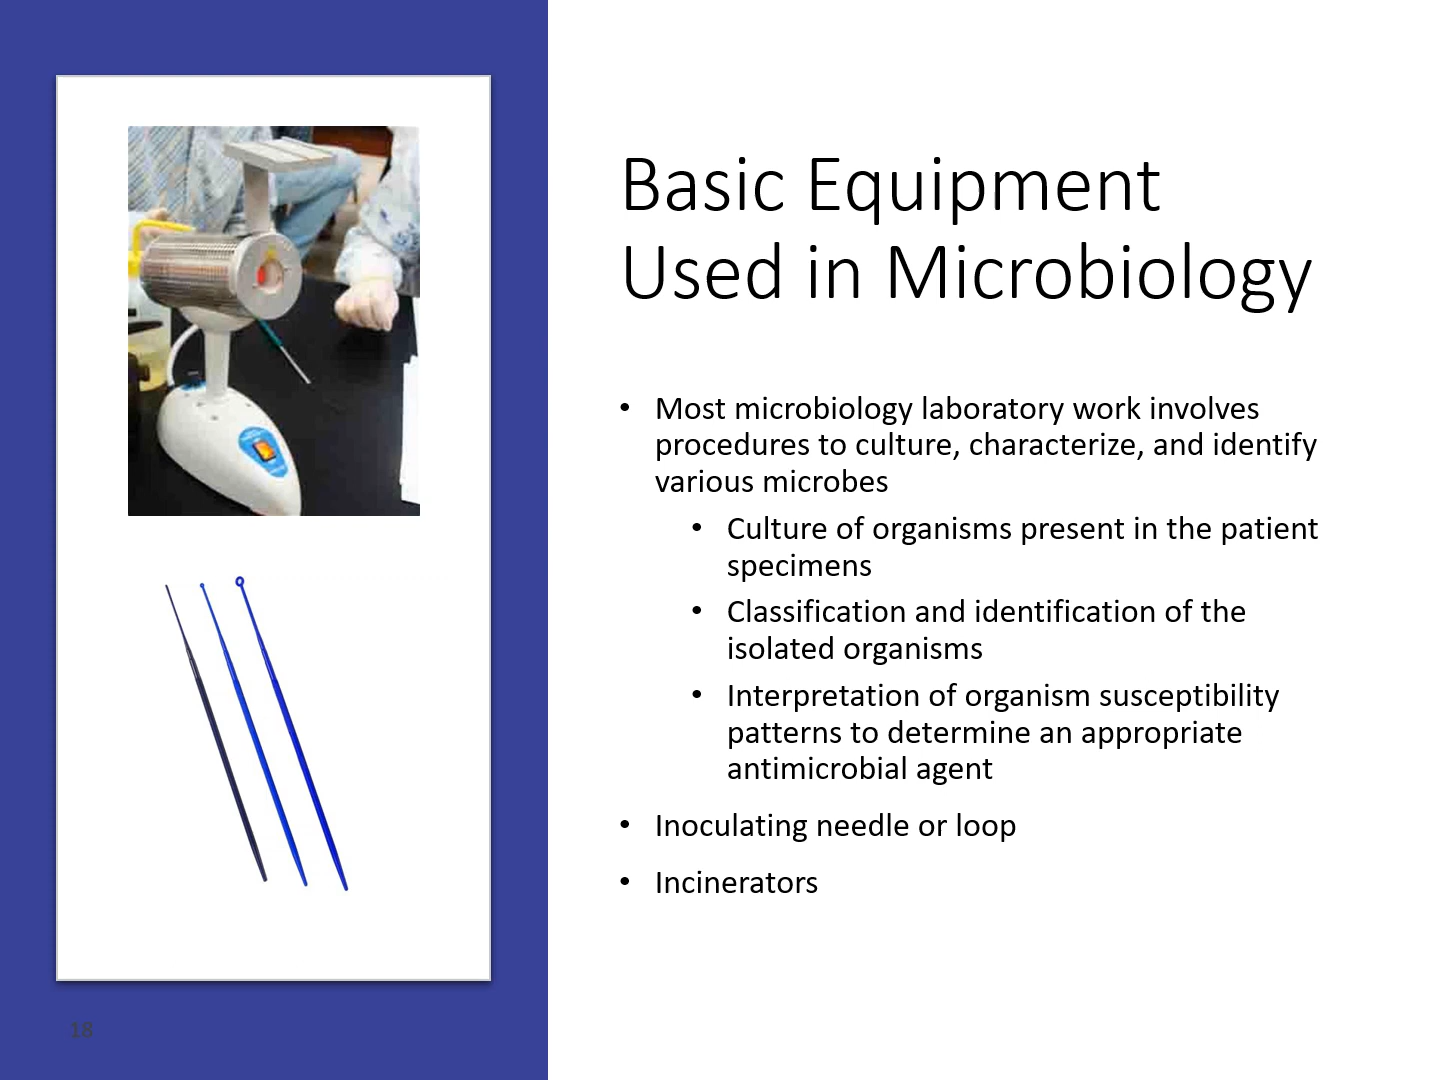 Basic Equipment
Used in Microbiology
• Most microbiology laboratory work involves
procedures to culture, characterize, and identify
various microbes
• Culture of organisms present in the patient
specimens
• Classification and identification of the
isolated organisms
• Interpretation of organism susceptibility
patterns to determine an appropriate
antimicrobial agent
• Inoculating needle or loop
• Incinerators
18